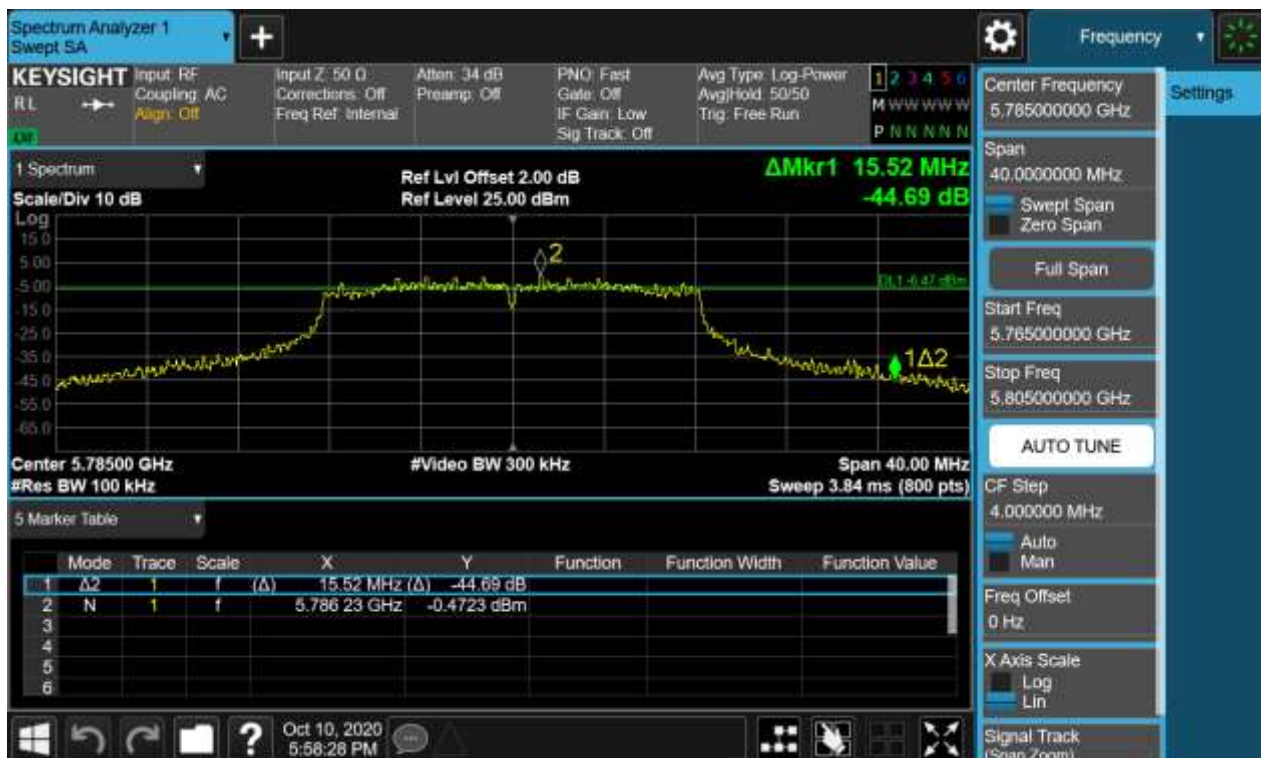 Spectrum Analyzer 1
Swept SA
+
Frequency
KEYSIGHT
RL
Input: RF
Coupling: AC
Align: Off
Input Z: 50 Ω
Corrections: Off
Freq Ref: Internal
Atten: 34 dB
Preamp: Off
PNO: Fast
Gate: Off
IF Gain: Low
Sig Track: Off
Avg Type: Log-Power
Avg|Hold: 50/50
Trig: Free Run
1 2 3 4 5 6
M W W W W W
P N N N N N
1 Spectrum
Scale/Div 10 dB
Ref Lvl Offset 2.00 dB
Ref Level 25.00 dBm
ΔMkr1 15.52 MHz
-44.69 dB
Log
15.0
5.00
-5.00
-15.0
-25.0
-35.0
-45.0
-55.0
-65.0
2
DL1 -6.47 dBm
1Δ2
Center 5.78500 GHz
#Res BW 100 kHz
#Video BW 300 kHz
Span 40.00 MHz
Sweep 3.84 ms (800 pts)
5 Marker Table
Mode Trace Scale X Y Function Function Width Function Value
1 Δ2 1 f (Δ) 15.52 MHz (Δ) -44.69 dB
2 N 1 f 5.786 23 GHz -0.4723 dBm
3
4
5
6
?
Oct 10, 2020
5:58:28 PM
Settings
Center Frequency
5.785000000 GHz
Span
40.0000000 MHz
Swept Span
Zero Span
Full Span
Start Freq
5.765000000 GHz
Stop Freq
5.805000000 GHz
AUTO TUNE
CF Step
4.000000 MHz
Auto
Man
Freq Offset
0 Hz
X Axis Scale
Log
Lin
Signal Track
(Span Zoom)